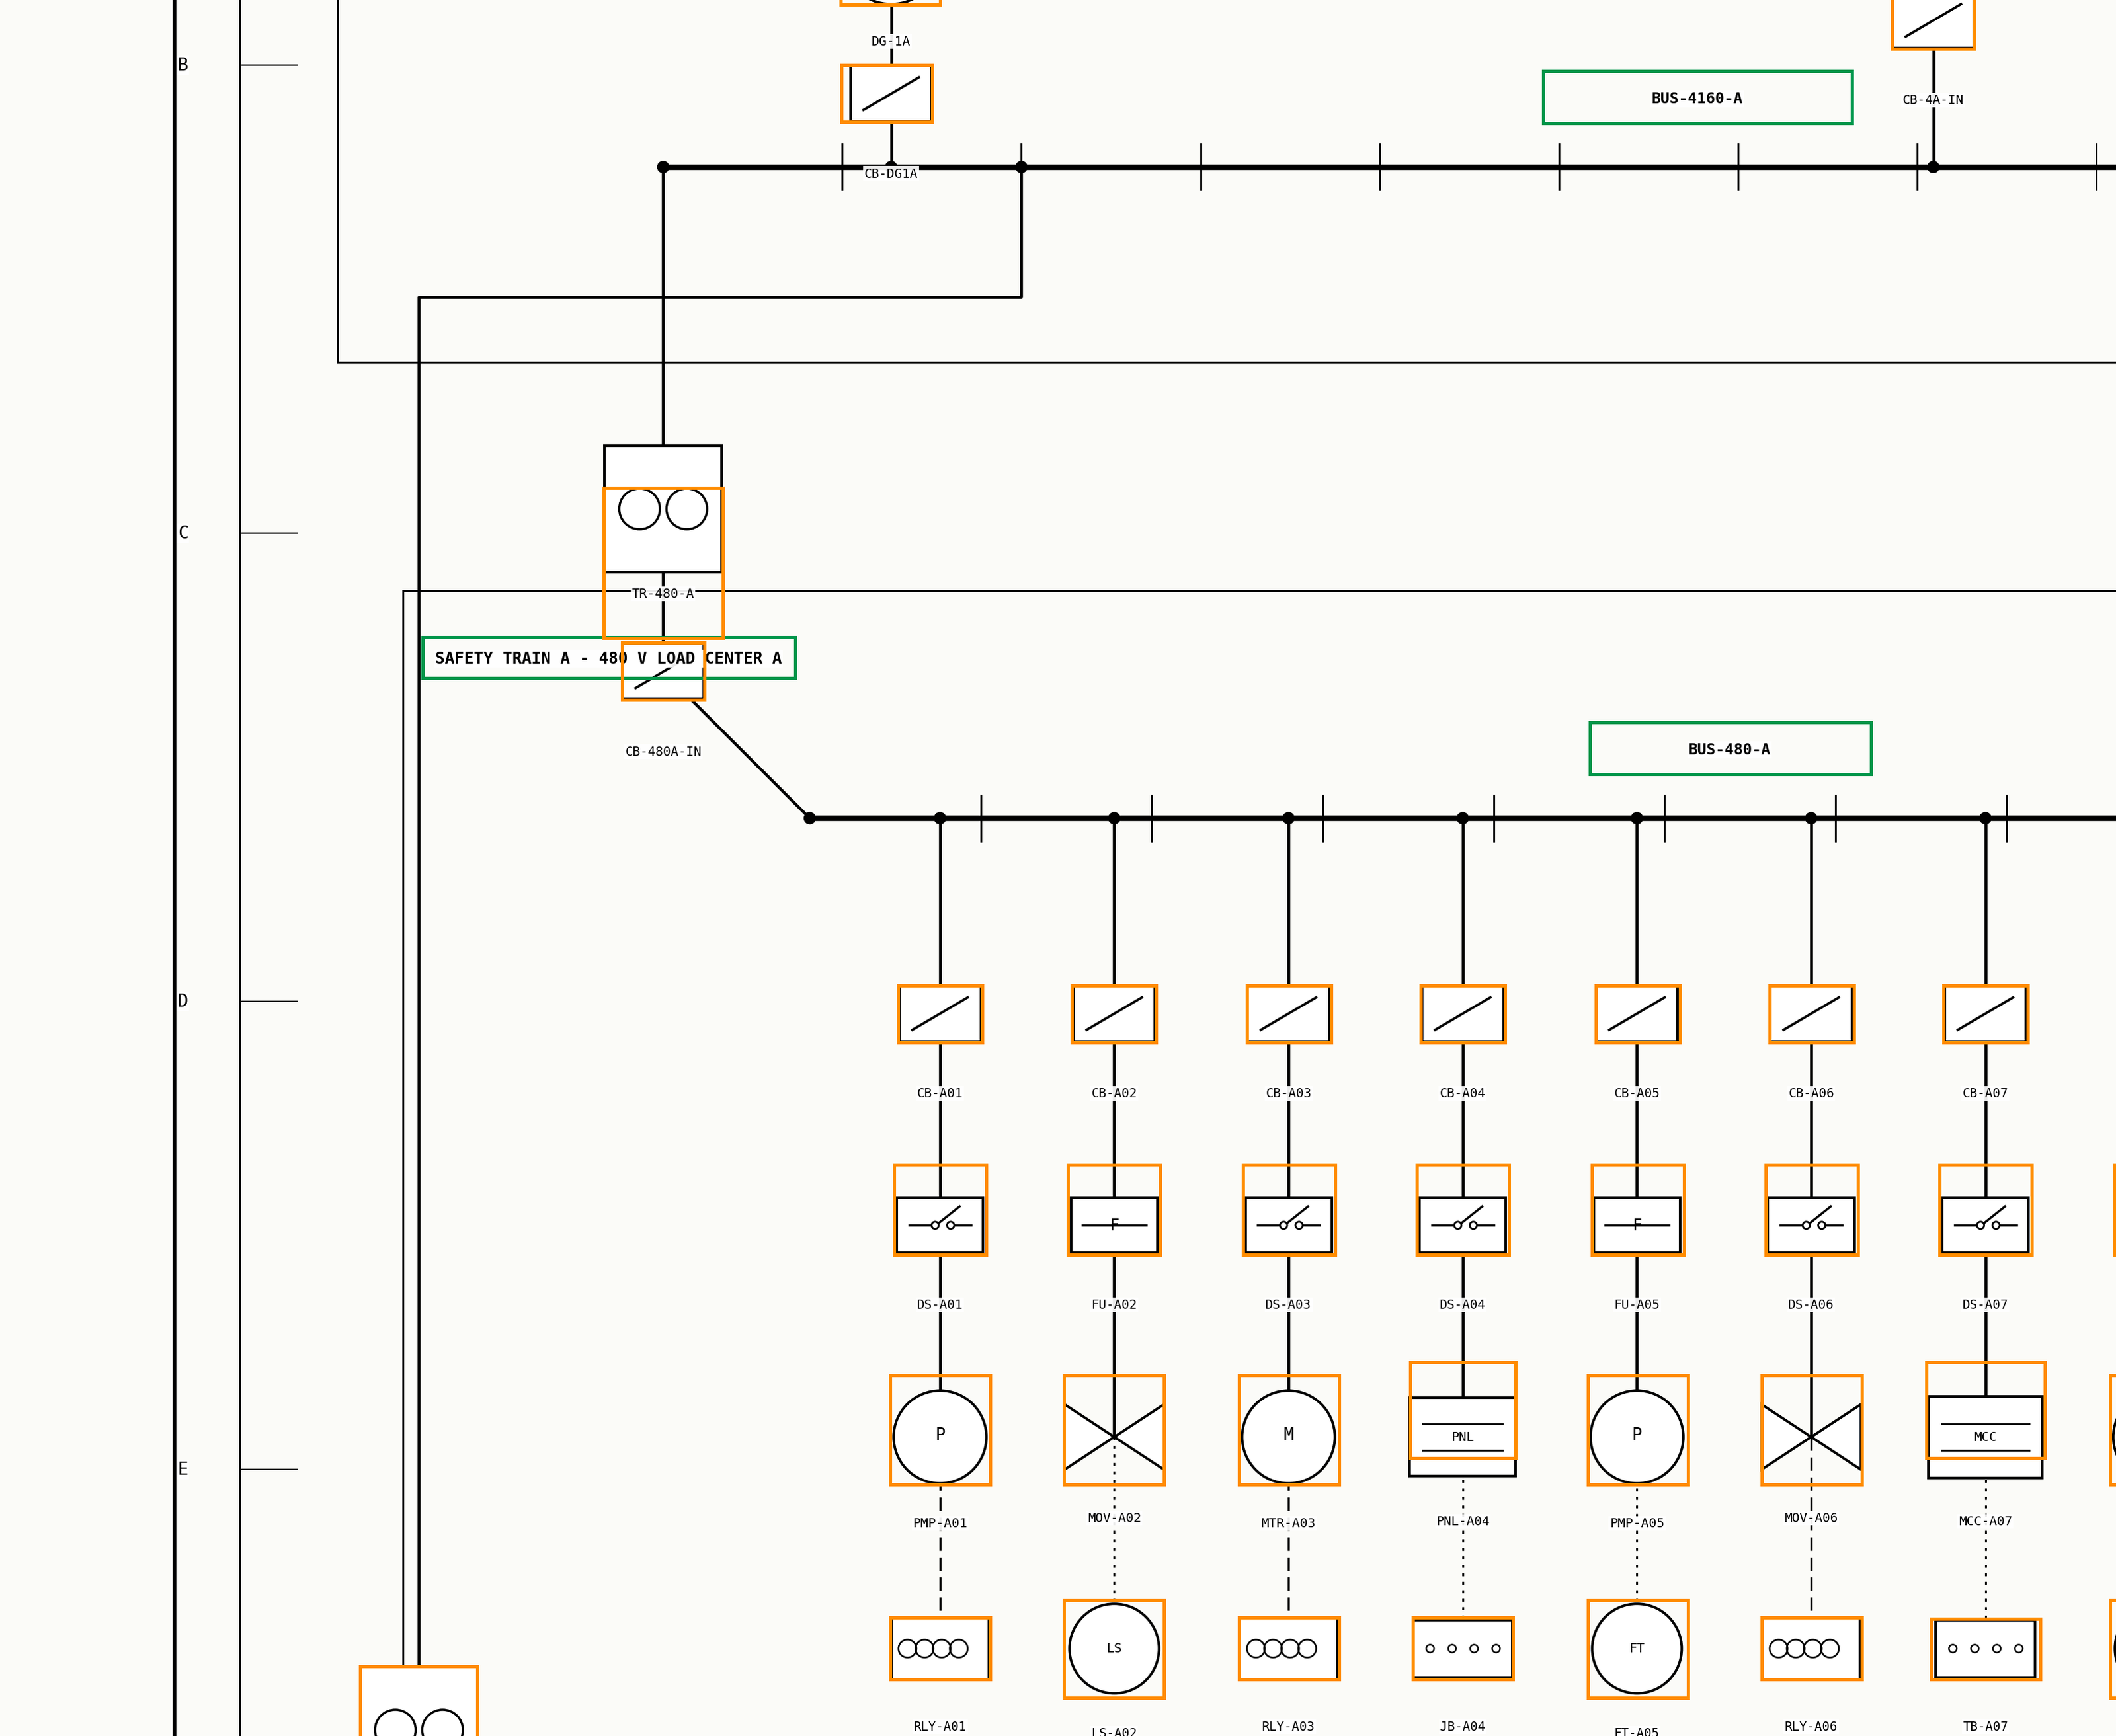 DG-1A
B
BUS-4160-A
CB-4A-IN
CB-DG1A
C
TR-480-A
SAFETY TRAIN A - 480 V LOAD CENTER A
CB-480A-IN
BUS-480-A
D
CB-A01 CB-A02 CB-A03 CB-A04 CB-A05 CB-A06 CB-A07
F F
DS-A01 FU-A02 DS-A03 DS-A04 FU-A05 DS-A06 DS-A07
P M PNL P MCC
E
PMP-A01 MOV-A02 MTR-A03 PNL-A04 PMP-A05 MOV-A06 MCC-A07
LS FT
RLY-A01 LS-A02 RLY-A03 JB-A04 FT-A05 RLY-A06 TB-A07